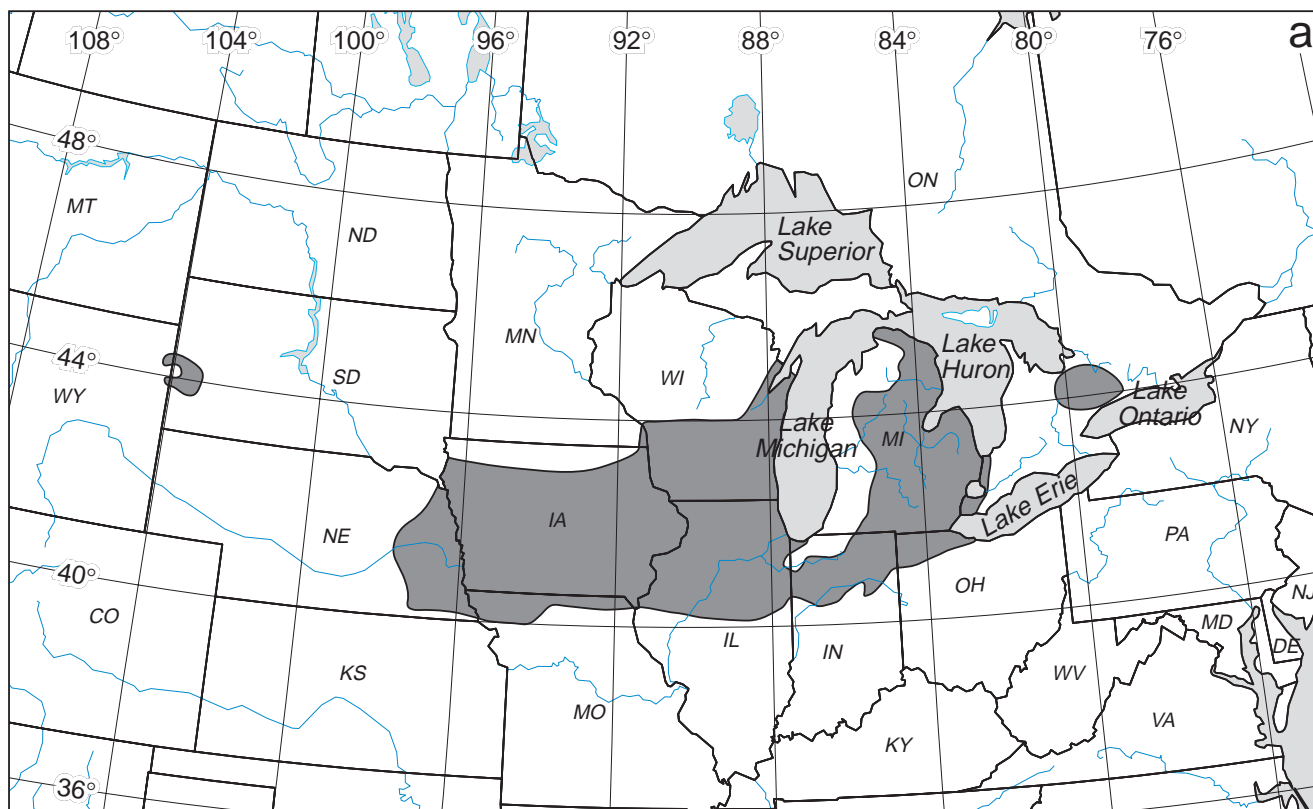 108°
104°
100°
96°
92°
88°
84°
80°
76°
a
48°
ON
MT
ND
Lake
Superior
MN
Lake
Huron
44°
WY
SD
WI
Lake
Ontario
Lake
Michigan
MI
NY
Lake Erie
IA
NE
PA
40°
OH
CO
NJ
MD
IL
IN
DE
KS
WV
MO
VA
KY
36°